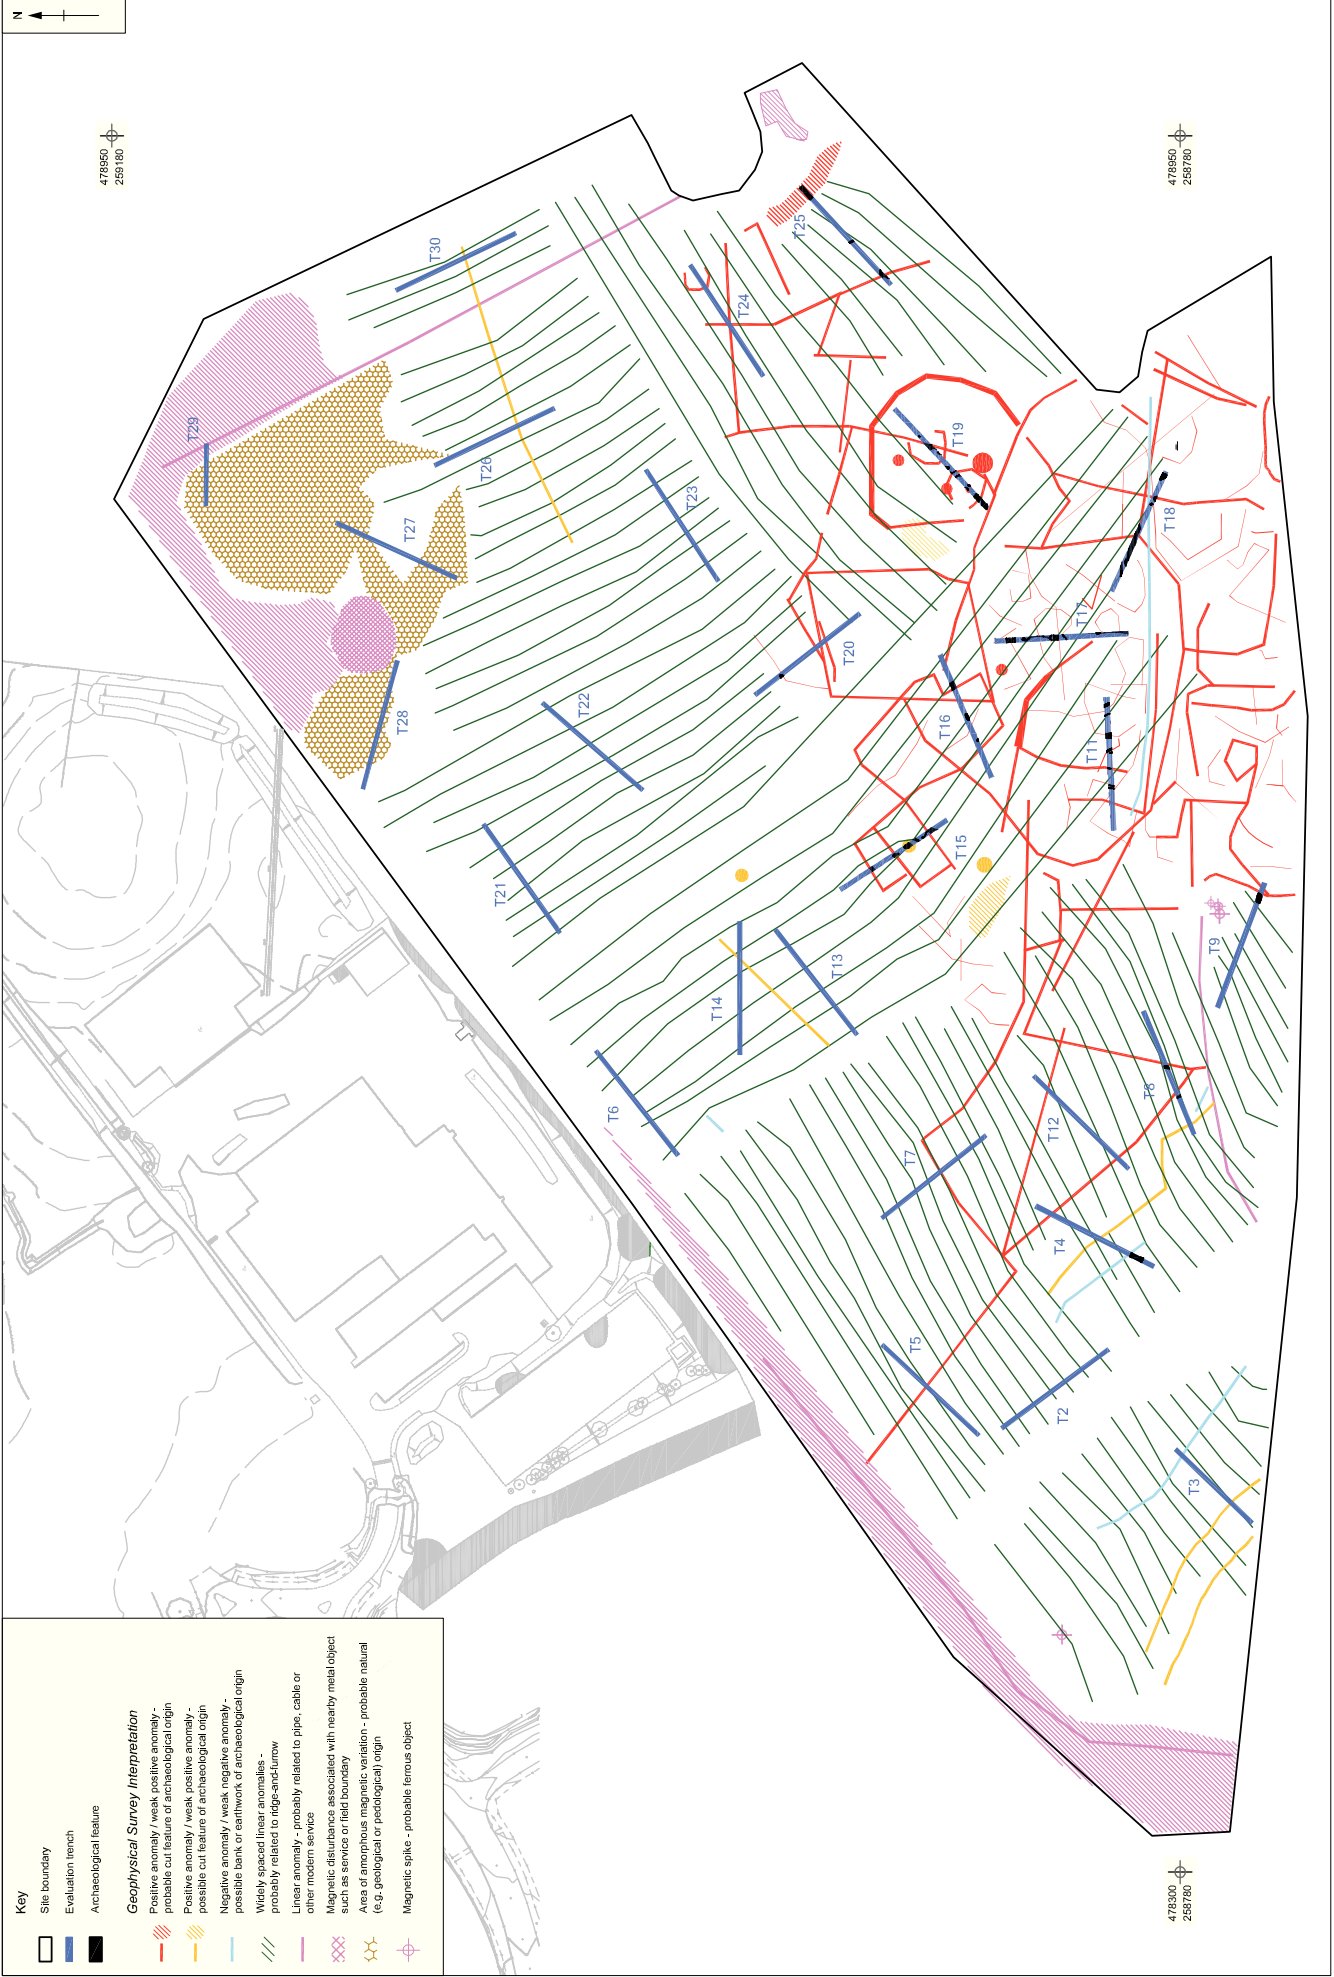 N
478950
259180
478950
258780
478300
258780
T30
T29
T26
T27
T28
T25
T24
T23
T22
T21
T20
T19
T18
T17
T16
T15
T14
T13
T12
T11
T9
T8
T7
T6
T5
T4
T3
T2
Key
Site boundary
Evaluation trench
Archaeological feature
Geophysical Survey Interpretation
Positive anomaly / weak positive anomaly -
probable cut feature of archaeological origin
Positive anomaly / weak positive anomaly -
possible cut feature of archaeological origin
Negative anomaly / weak negative anomaly -
possible bank or earthwork of archaeological origin
Widely spaced linear anomalies -
probably related to ridge-and-furrow
Linear anomaly - probably related to pipe, cable or
other modern service
Magnetic disturbance associated with nearby metal object
such as service or field boundary
Area of amorphous magnetic variation - probable natural
(e.g. geological or pedological) origin
Magnetic spike - probable ferrous object